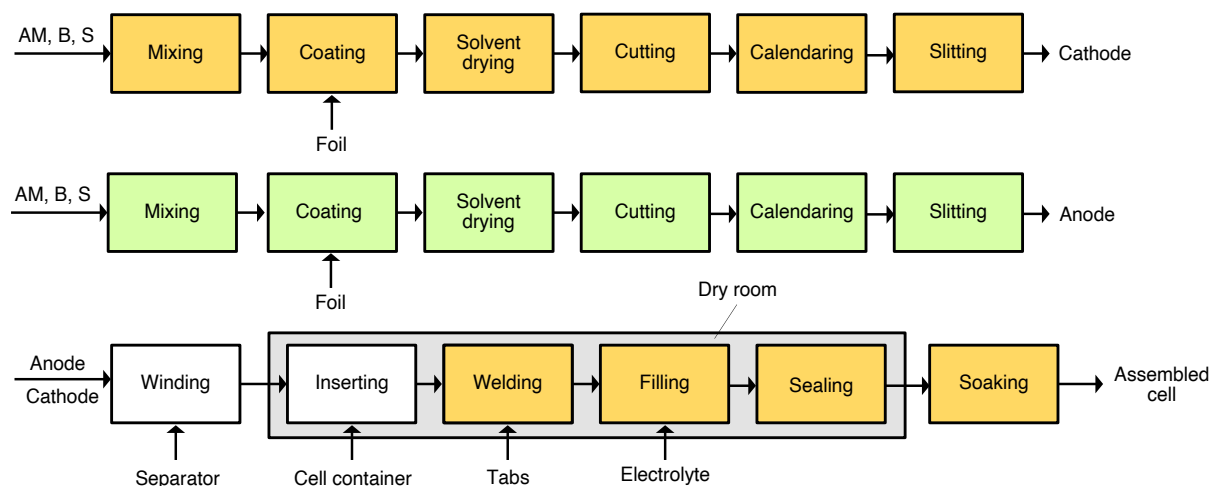 AM, B, S
Mixing
Coating
Solvent
drying
Cutting
Calendaring
Slitting
Cathode
Foil
AM, B, S
Mixing
Coating
Solvent
drying
Cutting
Calendaring
Slitting
Anode
Foil
Dry room
Anode
Cathode
Winding
Inserting
Welding
Filling
Sealing
Soaking
Assembled
cell
Separator
Cell container
Tabs
Electrolyte